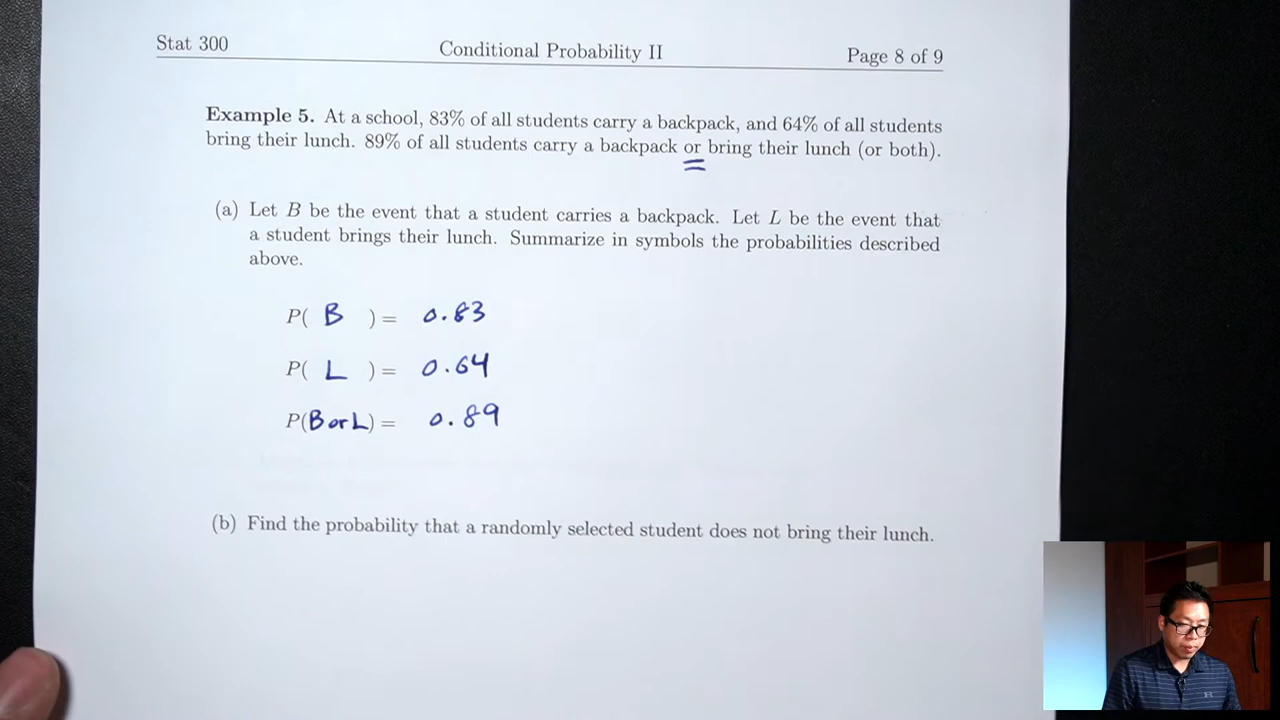 Stat 300 Conditional Probability II Page 8 of 9
Example 5. At a school, 83% of all students carry a backpack, and 64% of all students
bring their lunch. 89% of all students carry a backpack or bring their lunch (or both).
(a) Let B be the event that a student carries a backpack. Let L be the event that
a student brings their lunch. Summarize in symbols the probabilities described
above.
P( B ) = 0.83
P( L ) = 0.64
P(B or L) = 0.89
(b) Find the probability that a randomly selected student does not bring their lunch.